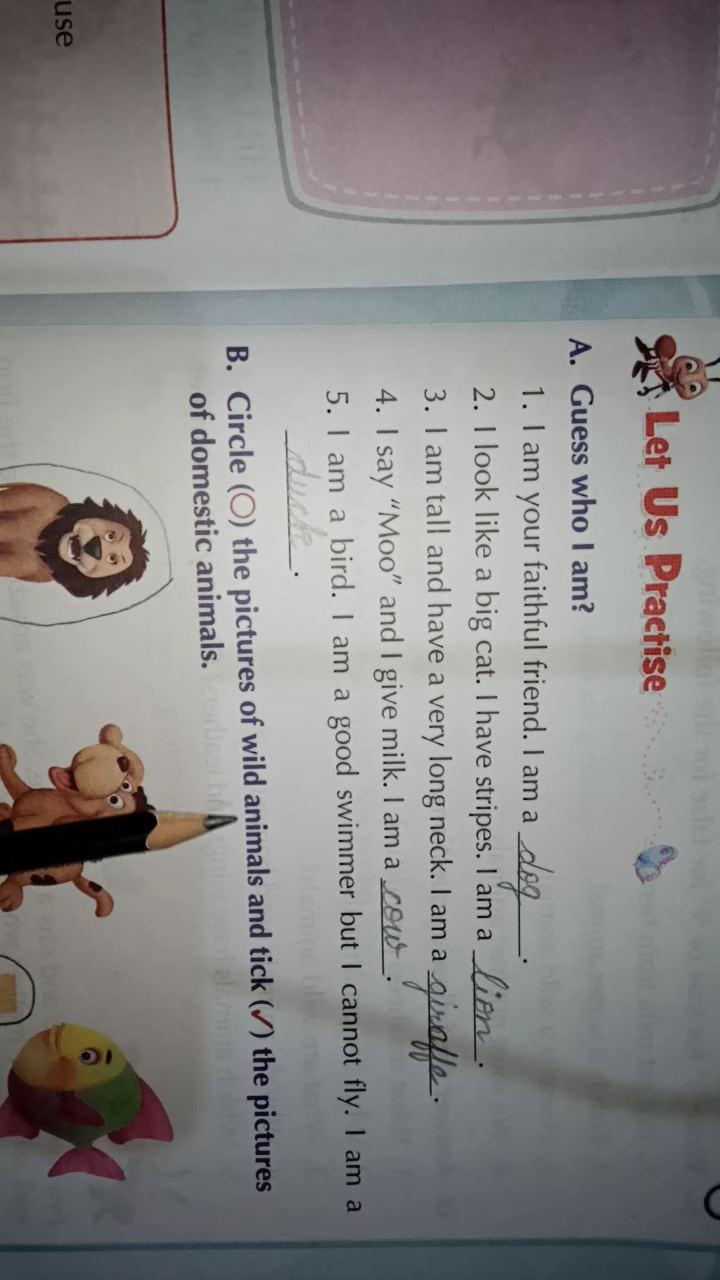 use
Let Us Practise
A. Guess who I am?
1. I am your faithful friend. I am a dog.
2. I look like a big cat. I have stripes. I am a lion.
3. I am tall and have a very long neck. I am a giraffe.
4. I say “Moo” and I give milk. I am a cow.
5. I am a bird. I am a good swimmer but I cannot fly. I am a
duck.
B. Circle (○) the pictures of wild animals and tick (✓) the pictures
of domestic animals.